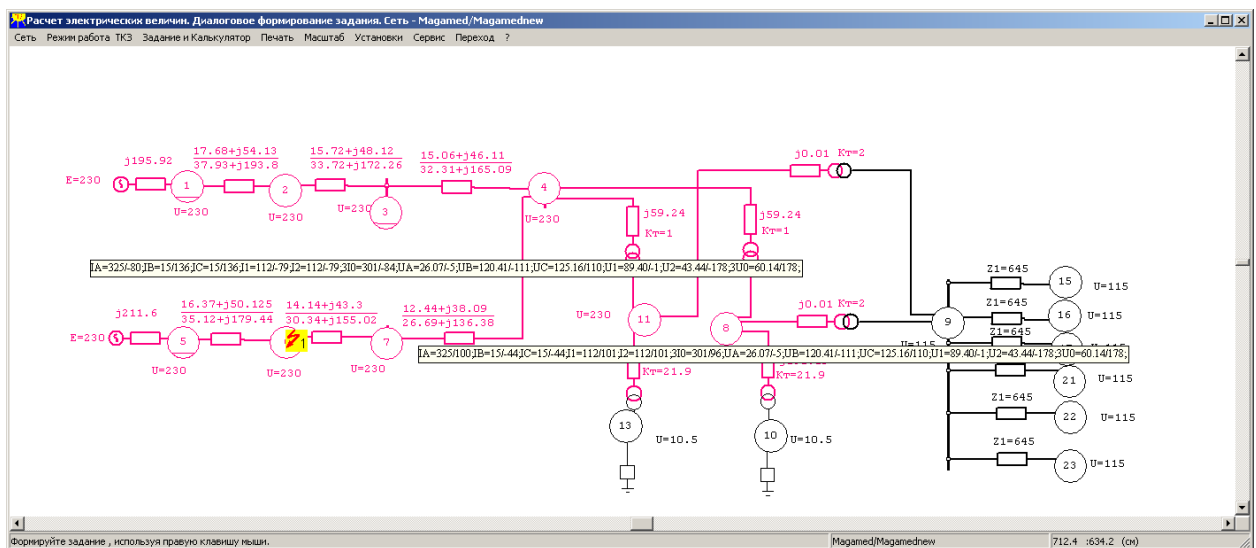 Расчет электрических величин. Диалоговое формирование задания. Сеть - Magamed/Magamednew
Сеть Режим работа ТКЗ Задание и Калькулятор Печать Масштаб Установки Сервис Переход ?
j0.01 Кт=2
j195.92
17.68+j54.13
37.93+j193.8
15.72+j48.12
33.72+j172.26
15.06+j46.11
32.31+j165.09
E=230
1
2
3
4
U=230
U=230
U=230
U=230
j59.24
Кт=1
j59.24
Кт=1
IA=325/-80;IB=15/136;IC=15/136;I1=112/-79;I2=112/-79;3I0=301/-84;UA=26.07/-5;UB=120.41/-111;UC=125.16/110;U1=89.40/-1;U2=43.44/-178;3U0=60.14/178;
Z1=645
15
U=115
j211.6
16.37+j50.125
35.12+j179.44
14.14+j43.3
30.34+j155.02
12.44+j38.09
26.69+j136.38
j0.01 Кт=2
Z1=645
16
U=115
E=230
5
1
7
U=230
11
8
9
Z1=645
U=115
IA=325/100;IB=15/-44;IC=15/-44;I1=112/101;I2=112/101;3I0=301/96;UA=26.07/-5;UB=120.41/-111;UC=125.16/110;U1=89.40/-1;U2=43.44/-178;3U0=60.14/178;
U=230
U=230
U=230
Кт=21.9
Кт=21.9
21
U=115
Z1=645
22
U=115
13
U=10.5
10
U=10.5
Z1=645
23
U=115
Формируйте задание , используя правую клавишу мыши.
Magamed/Magamednew
712.4 :634.2 (см)